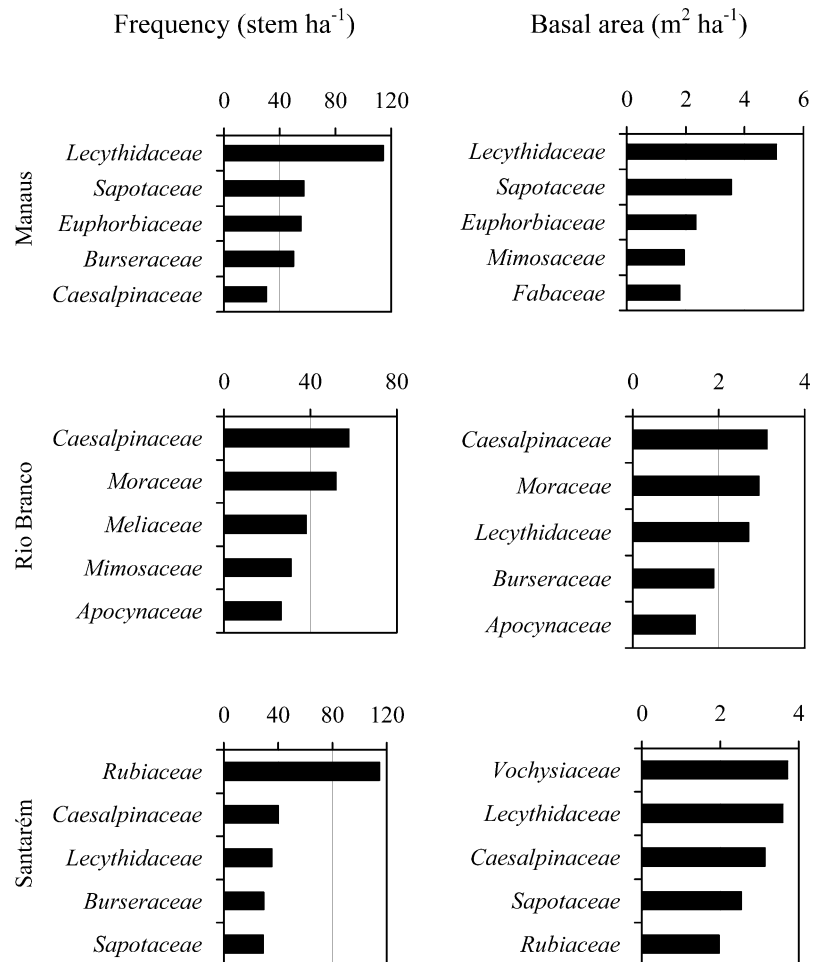 Frequency (stem ha-1)
Basal area (m2 ha-1)
Manaus
0 40 80 120
Lecythidaceae
Sapotaceae
Euphorbiaceae
Burseraceae
Caesalpinaceae
0 2 4 6
Lecythidaceae
Sapotaceae
Euphorbiaceae
Mimosaceae
Fabaceae
Rio Branco
0 40 80
Caesalpinaceae
Moraceae
Meliaceae
Mimosaceae
Apocynaceae
0 2 4
Caesalpinaceae
Moraceae
Lecythidaceae
Burseraceae
Apocynaceae
Santarém
0 40 80 120
Rubiaceae
Caesalpinaceae
Lecythidaceae
Burseraceae
Sapotaceae
0 2 4
Vochysiaceae
Lecythidaceae
Caesalpinaceae
Sapotaceae
Rubiaceae